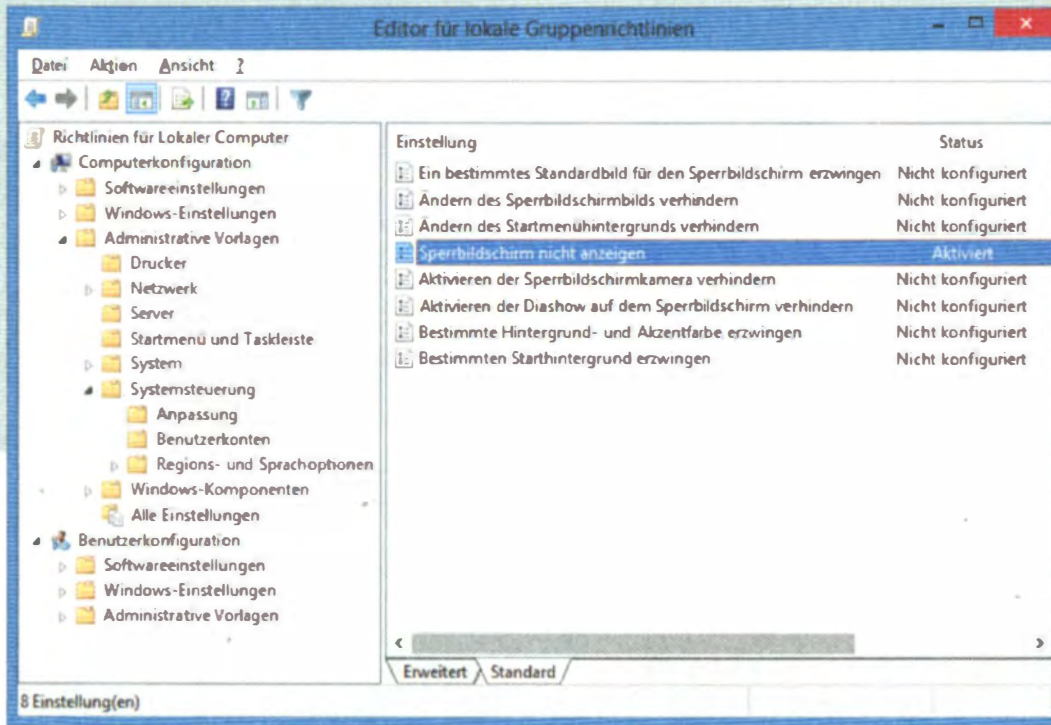 Editor für lokale Gruppenrichtlinien
Datei Aktion Ansicht ?
Richtlinien für Lokaler Computer
Computerkonfiguration
Softwareeinstellungen
Windows-Einstellungen
Administrative Vorlagen
Drucker
Netzwerk
Server
Startmenü und Taskleiste
System
Systemsteuerung
Anpassung
Benutzerkonten
Regions- und Sprachoptionen
Windows-Komponenten
Alle Einstellungen
Benutzerkonfiguration
Softwareeinstellungen
Windows-Einstellungen
Administrative Vorlagen
Einstellung Status
Ein bestimmtes Standardbild für den Sperrbildschirm erzwingen Nicht konfiguriert
Ändern des Sperrbildschirmbilds verhindern Nicht konfiguriert
Ändern des Startmenühintergrunds verhindern Nicht konfiguriert
Sperrbildschirm nicht anzeigen Aktiviert
Aktivieren der Sperrbildschirmkamera verhindern Nicht konfiguriert
Aktivieren der Diashow auf dem Sperrbildschirm verhindern Nicht konfiguriert
Bestimmte Hintergrund- und Akzentfarbe erzwingen Nicht konfiguriert
Bestimmten Starthintergrund erzwingen Nicht konfiguriert
Erweitert Standard
8 Einstellung(en)